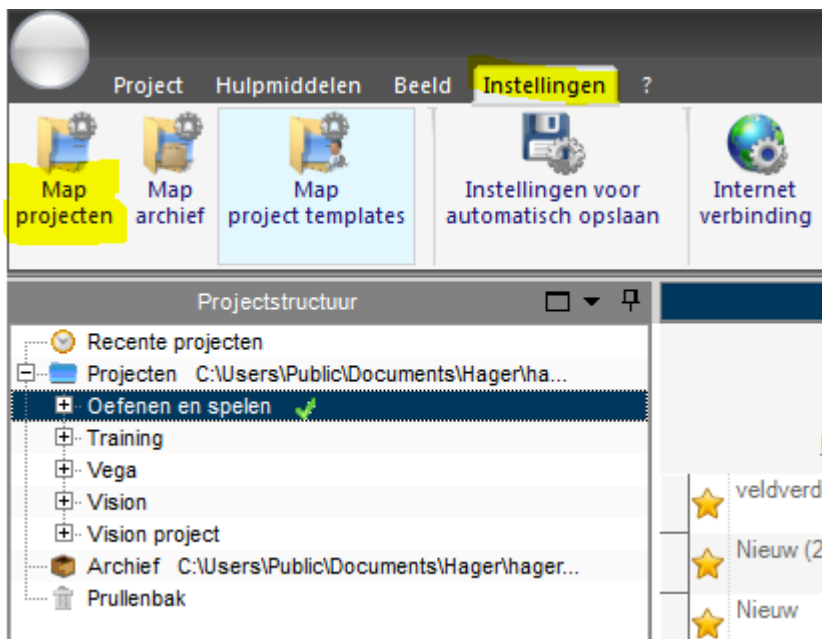 Project Hulpmiddelen Beeld Instellingen ?
Map projecten
Map archief
Map project templates
Instellingen voor automatisch opslaan
Internet verbinding
Projectstructuur
Recente projecten
Projecten C:\Users\Public\Documents\Hager\ha...
Oefenen en spelen
Training
Vega
Vision
Vision project
Archief C:\Users\Public\Documents\Hager\hager...
Prullenbak
veldverd
Nieuw (2
Nieuw